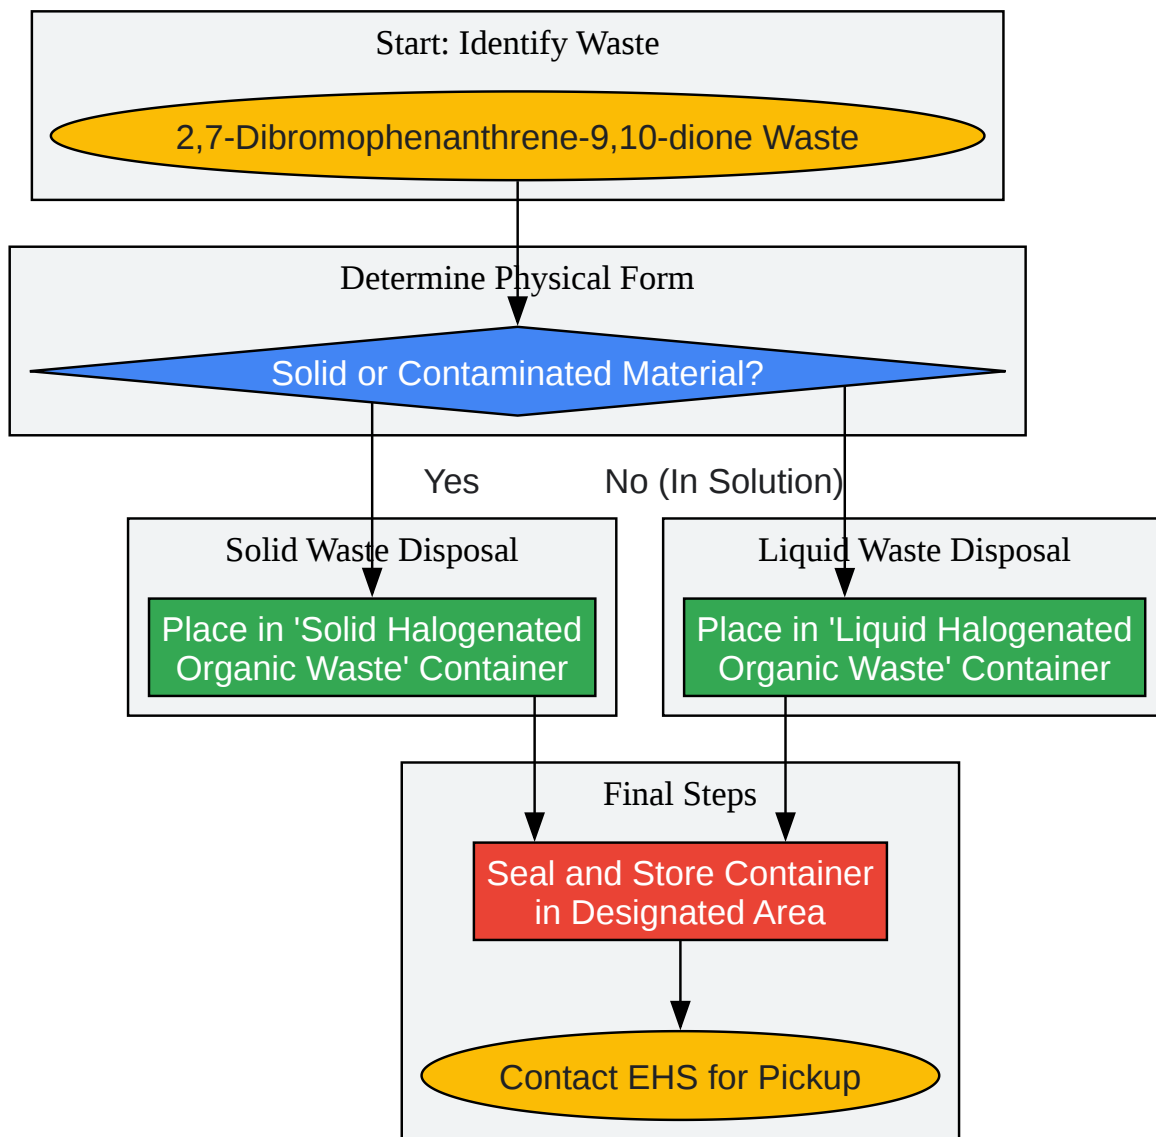 Start: Identify Waste
2,7-Dibromophenanthrene-9,10-dione Waste
Determine Physical Form
Solid or Contaminated Material?
Yes
No (In Solution)
Solid Waste Disposal
Liquid Waste Disposal
Place in 'Solid Halogenated
Organic Waste' Container
Place in 'Liquid Halogenated
Organic Waste' Container
Final Steps
Seal and Store Container
in Designated Area
Contact EHS for Pickup